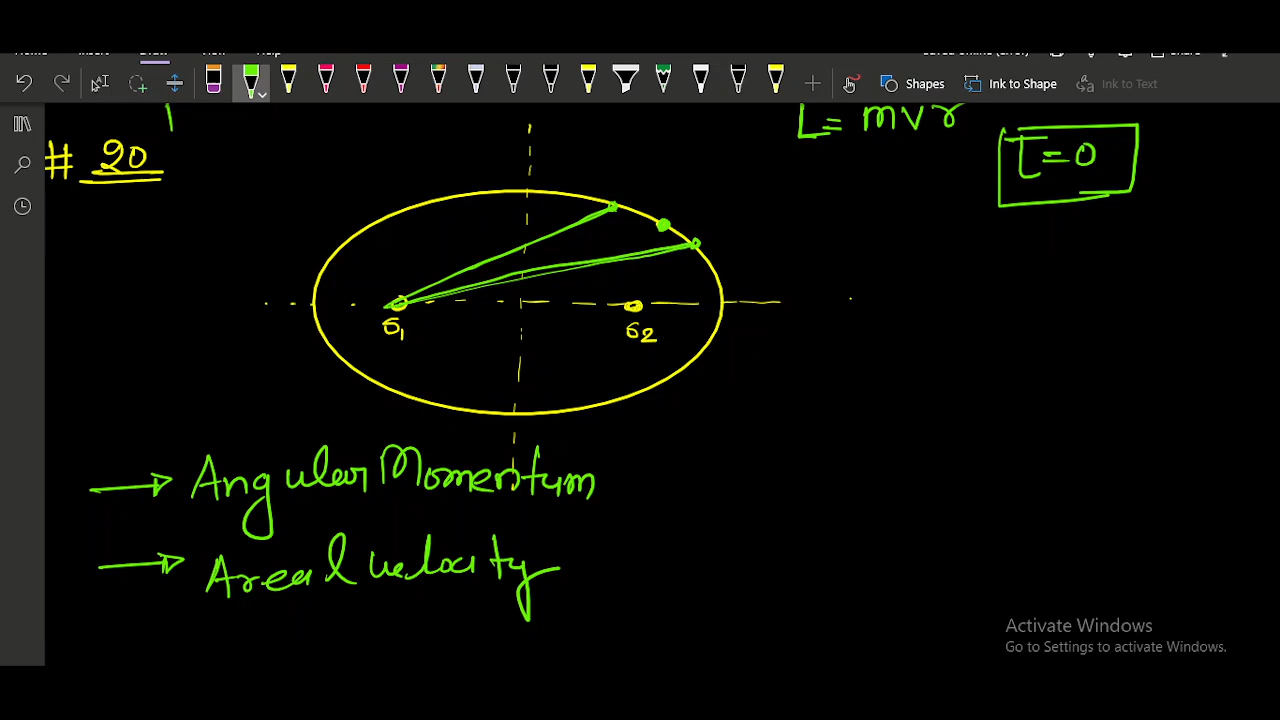 Shapes
Ink to Shape
Ink to Text
L = mvr
# 20
τ = 0
S1
S2
→ Angular Momentum
→ Areal velocity
Activate Windows
Go to Settings to activate Windows.